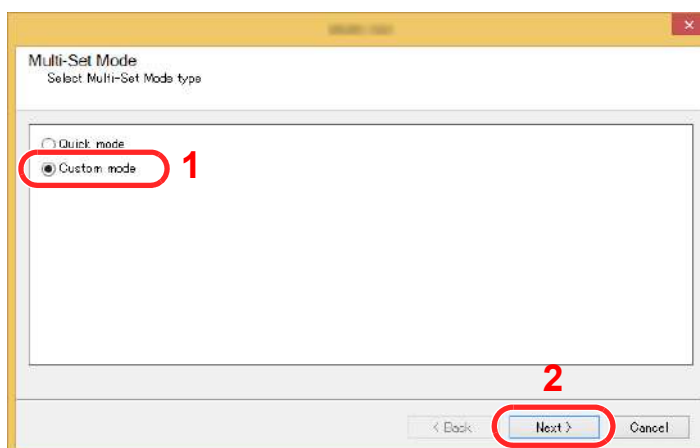 Multi-Set Mode
Select Multi-Set Mode type
Quick mode
Custom mode
1
2
< Back
Next >
Cancel